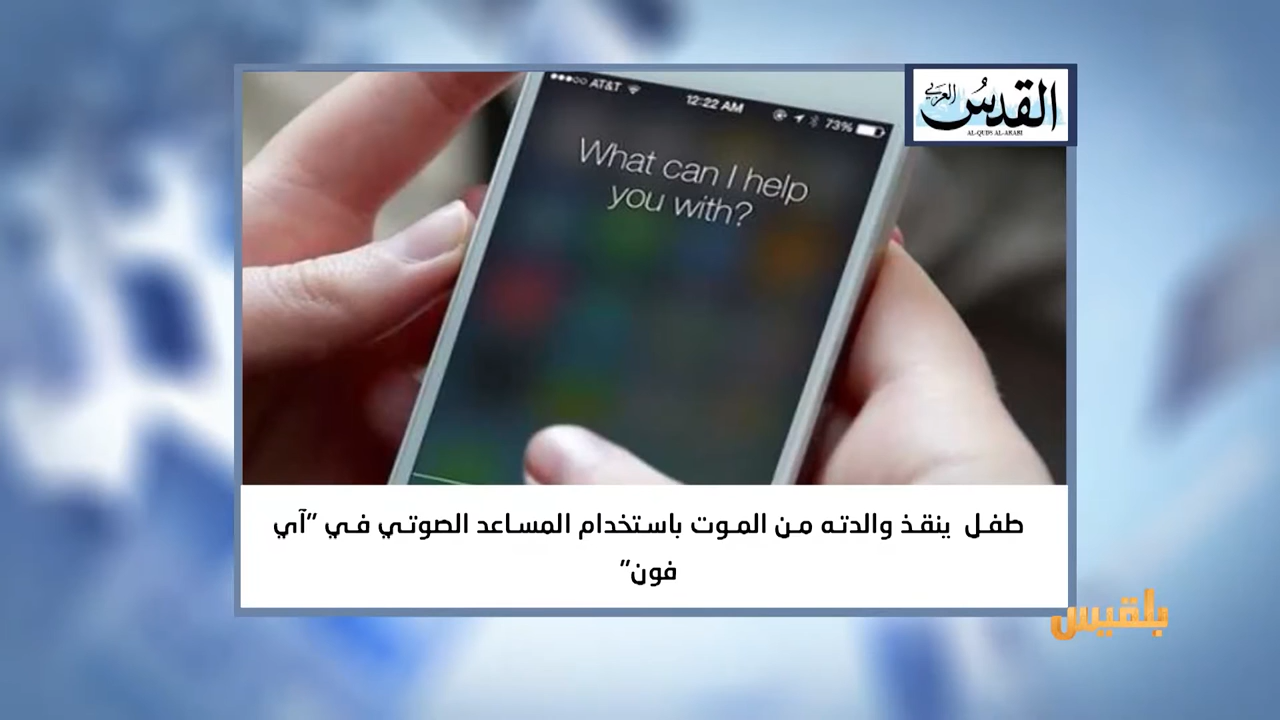 القدس العربي
AL-QUDS AL-ARABI
AT&T 12:22 AM 73%
What can I help
you with?
طفل ينقذ والدته من الموت باستخدام المساعد الصوتي في "آي
فون"
بلقيس